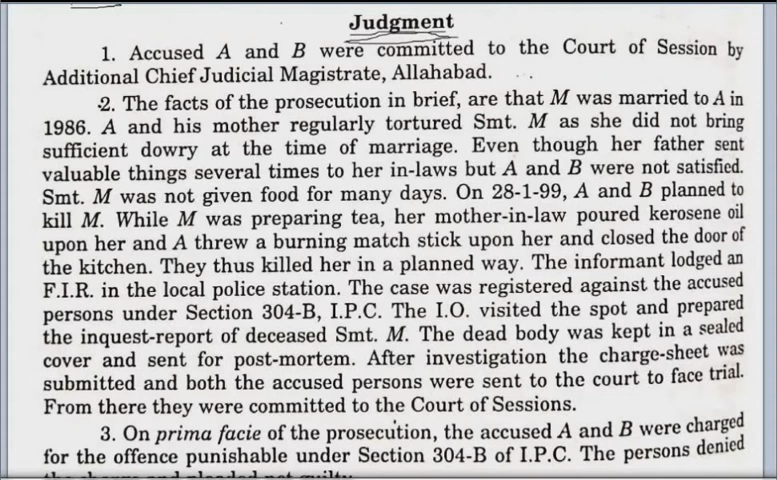 Judgment
1. Accused A and B were committed to the Court of Session by
Additional Chief Judicial Magistrate, Allahabad.
2. The facts of the prosecution in brief, are that M was married to A in
1986. A and his mother regularly tortured Smt. M as she did not bring
sufficient dowry at the time of marriage. Even though her father sent
valuable things several times to her in-laws but A and B were not satisfied.
Smt. M was not given food for many days. On 28-1-99, A and B planned to
kill M. While M was preparing tea, her mother-in-law poured kerosene oil
upon her and A threw a burning match stick upon her and closed the door of
the kitchen. They thus killed her in a planned way. The informant lodged an
F.I.R. in the local police station. The case was registered against the accused
persons under Section 304-B, I.P.C. The I.O. visited the spot and prepared
the inquest-report of deceased Smt. M. The dead body was kept in a sealed
cover and sent for post-mortem. After investigation the charge-sheet was
submitted and both the accused persons were sent to the court to face trial.
From there they were committed to the Court of Sessions.
3. On prima facie of the prosecution, the accused A and B were charged
for the offence punishable under Section 304-B of I.P.C. The persons denied
the charge and pleaded not guilty.